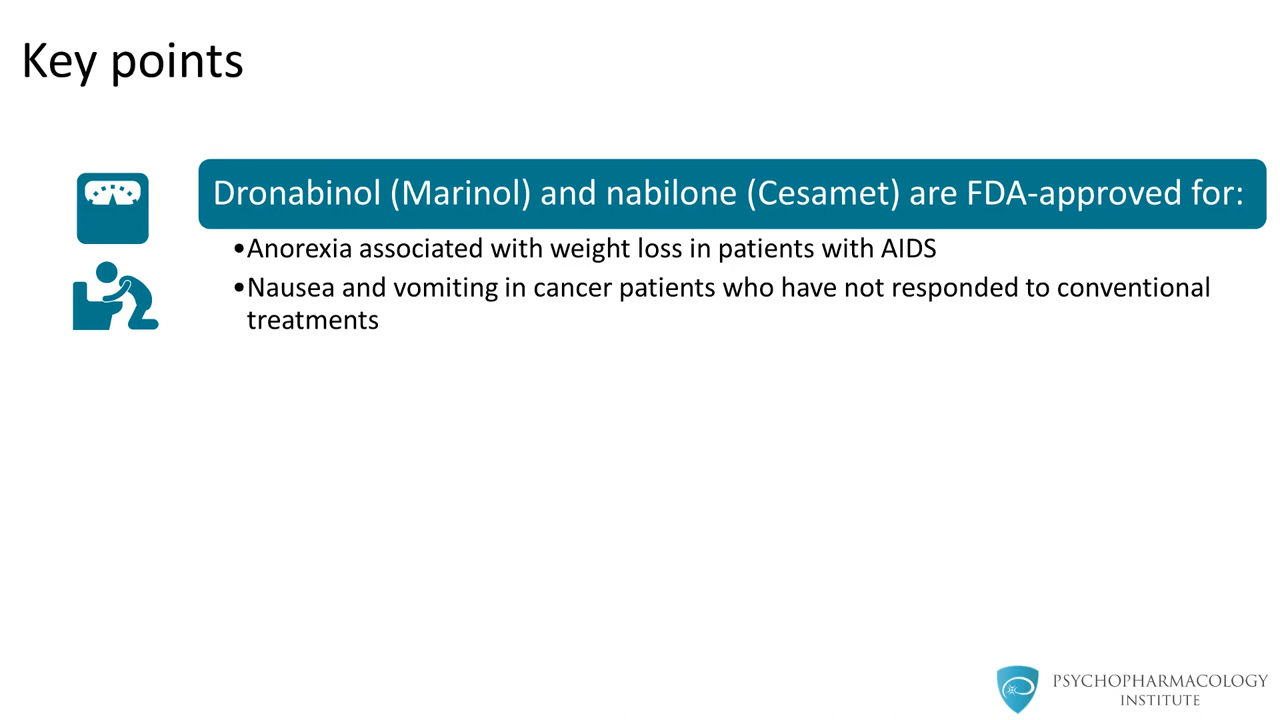 Key points
Dronabinol (Marinol) and nabilone (Cesamet) are FDA-approved for:
•Anorexia associated with weight loss in patients with AIDS
•Nausea and vomiting in cancer patients who have not responded to conventional
treatments
PSYCHOPHARMACOLOGY
INSTITUTE